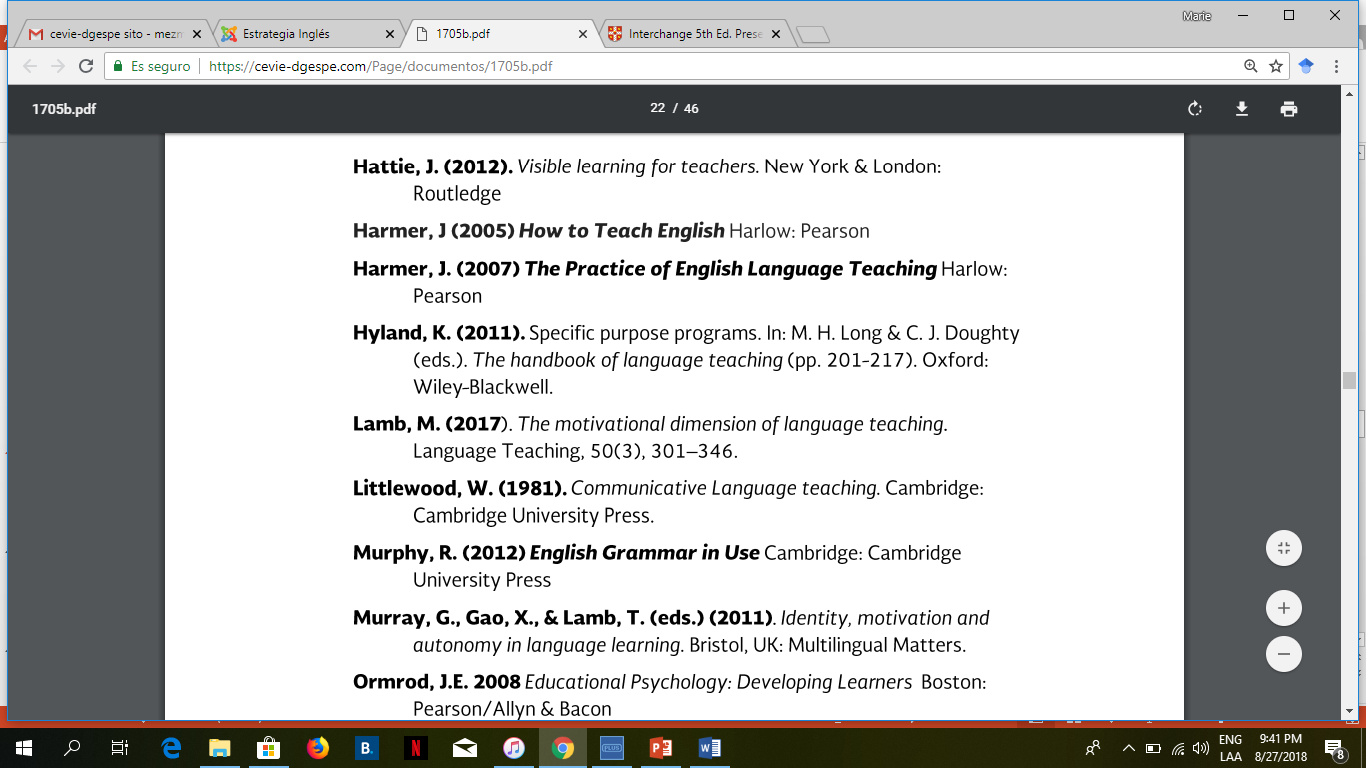 Marie
cevie-dgespe sito - mezm
Estrategia Inglés
1705b.pdf
Interchange 5th Ed. Prese
Es seguro
https://cevie-dgespe.com/Page/documentos/1705b.pdf
1705b.pdf
22 / 46
Hattie, J. (2012). Visible learning for teachers. New York & London:
Routledge
Harmer, J (2005) How to Teach English Harlow: Pearson
Harmer, J. (2007) The Practice of English Language Teaching Harlow:
Pearson
Hyland, K. (2011). Specific purpose programs. In: M. H. Long & C. J. Doughty
(eds.). The handbook of language teaching (pp. 201-217). Oxford:
Wiley-Blackwell.
Lamb, M. (2017). The motivational dimension of language teaching.
Language Teaching, 50(3), 301–346.
Littlewood, W. (1981). Communicative Language teaching. Cambridge:
Cambridge University Press.
Murphy, R. (2012) English Grammar in Use Cambridge: Cambridge
University Press
Murray, G., Gao, X., & Lamb, T. (eds.) (2011). Identity, motivation and
autonomy in language learning. Bristol, UK: Multilingual Matters.
Ormrod, J.E. 2008 Educational Psychology: Developing Learners Boston:
Pearson/Allyn & Bacon
B.
N
PLUS
ENG
LAA
9:41 PM
8/27/2018
8